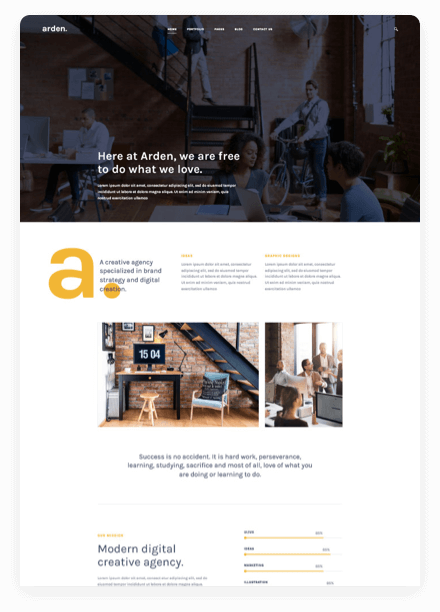 arden.
HOME PORTFOLIO PAGES BLOG CONTACT US
Here at Arden, we are free
to do what we love.
Lorem ipsum dolor sit amet, consectetur adipiscing elit, sed do eiusmod tempor
incididunt ut labore et dolore magna aliqua. Ut enim ad minim veniam, quis
nostrud exercitation ullamco
a.
A creative agency
specialized in brand
strategy and digital
creation.
IDEAS
Lorem ipsum dolor sit amet, consectetur
adipiscing elit, sed do eiusmod tempor
incididunt ut labore et dolore magna
aliqua. Ut enim ad minim veniam, quis nostrud
exercitation ullamco
GRAPHIC DESIGNS
Lorem ipsum dolor sit amet, consectetur
adipiscing elit, sed do eiusmod tempor
incididunt ut labore et dolore magna
aliqua. Ut enim ad minim veniam, quis nostrud
exercitation ullamco
15 04
Success is no accident. It is hard work, perseverance,
learning, studying, sacrifice and most of all, love of what you
are doing or learning to do.
OUR MISSION
Modern digital
creative agency.
Lorem ipsum dolor sit amet, consectetur adipiscing elit, sed do
eiusmod tempor incididunt ut labore et dolore magna aliqua.
IDEAS
ILLUSTRATION